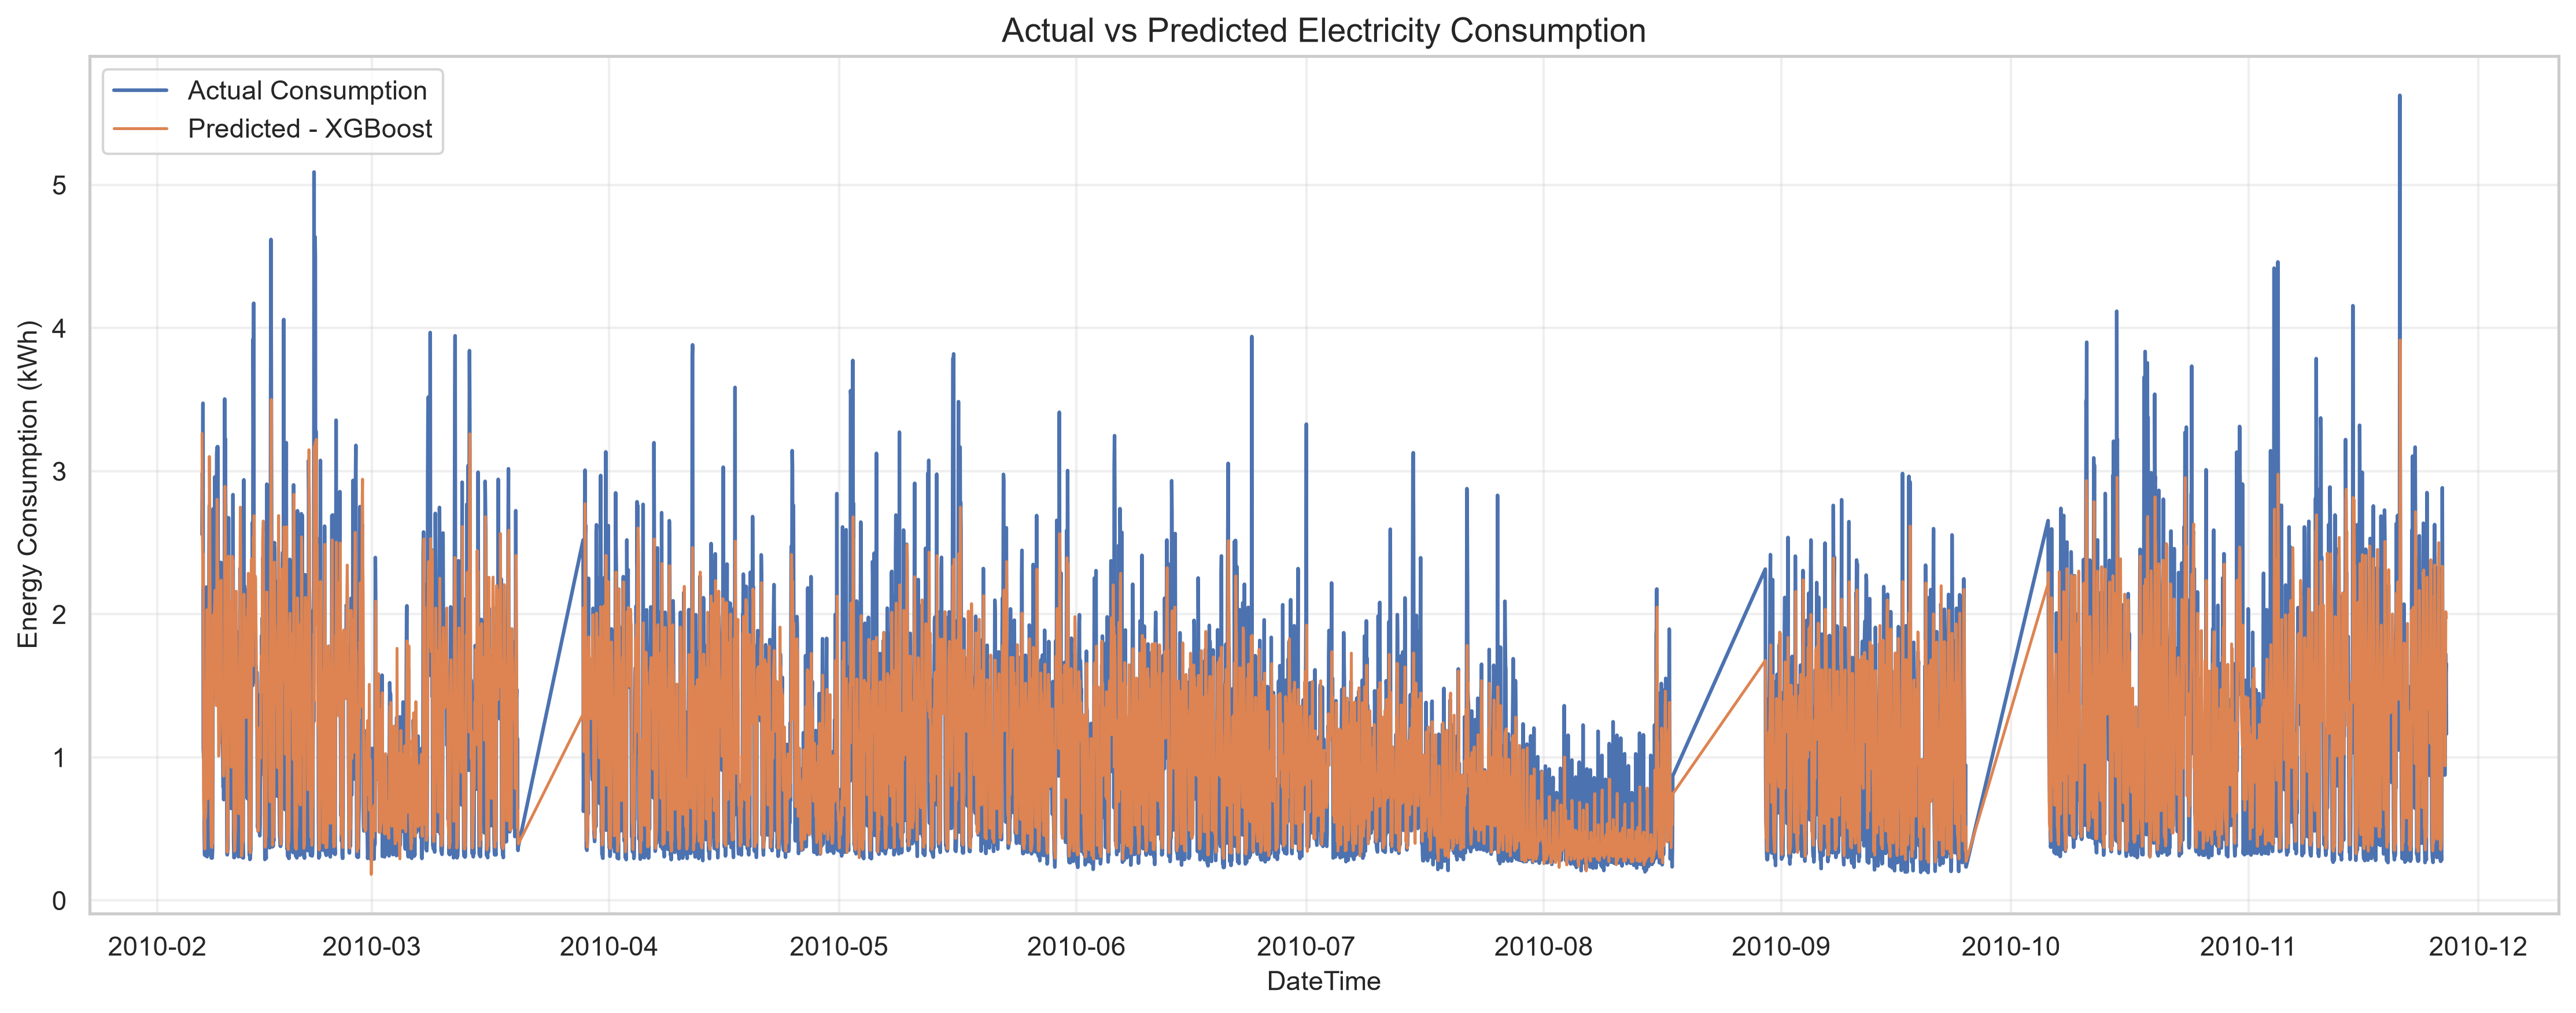 Actual vs Predicted Electricity Consumption
Actual Consumption
Predicted - XGBoost
Energy Consumption (kWh)
5
4
3
2
1
0
2010-02 2010-03 2010-04 2010-05 2010-06 2010-07 2010-08 2010-09 2010-10 2010-11 2010-12
DateTime